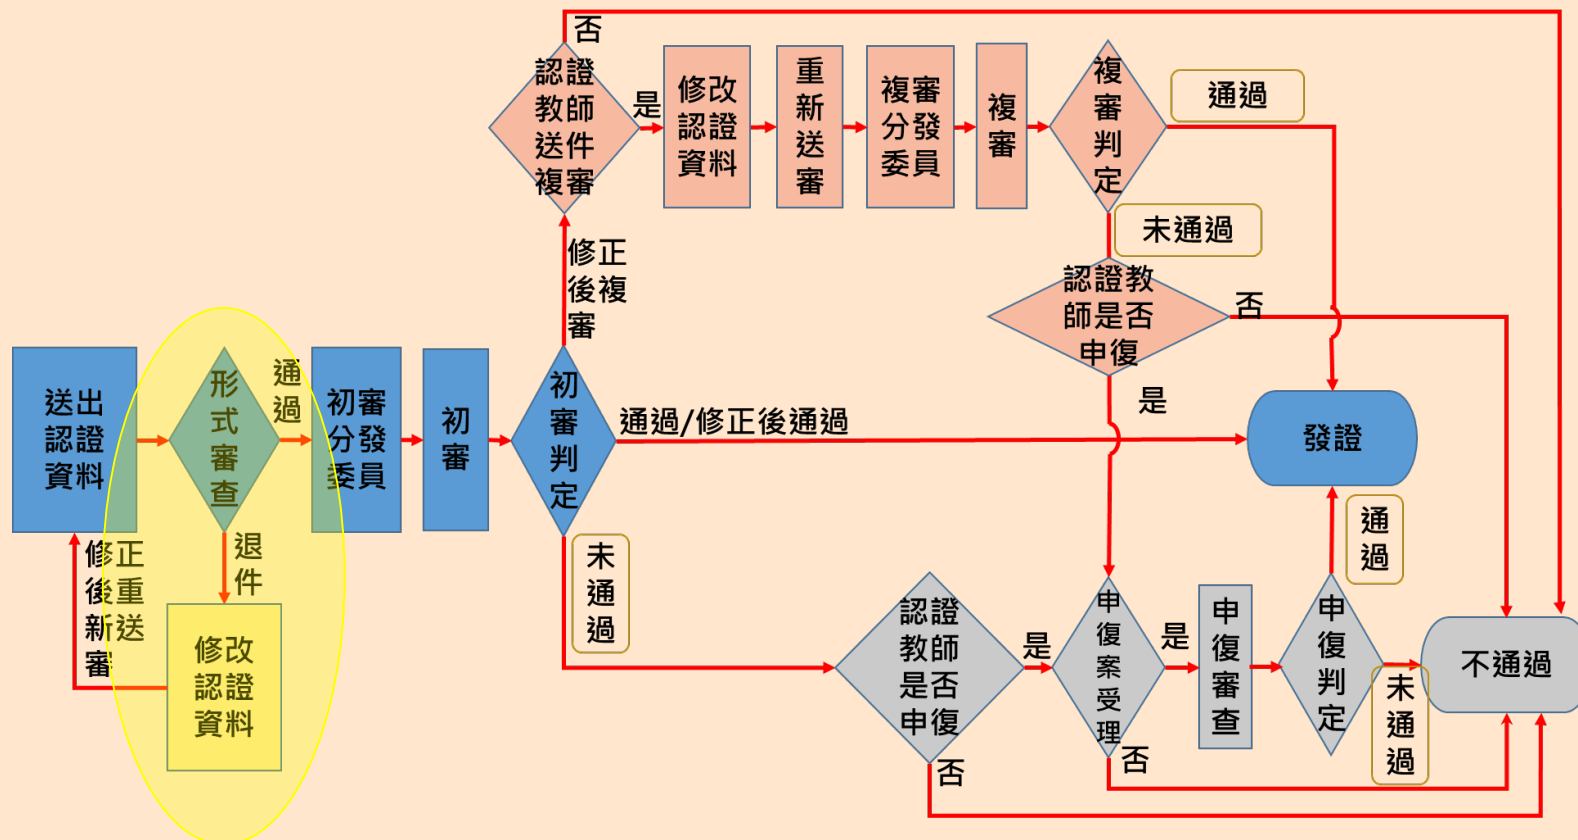 否
認證
教師
送件
複審
是
修改
認證
資料
重
新
送
審
複審
分發
委員
複
審
複
審
判
定
通過
未通過
認證教
師是否
申復
否
是
修正
後複
審
送出
認證
資料
形
式
審
查
通
過
初審
分發
委員
初
審
初
審
判
定
通過/修正後通過
發證
修正
後重
新送
審
退
件
修改
認證
資料
未
通
過
認證
教師
是否
申復
是
否
申
復
案
受
理
是
否
申
復
審
查
申
復
判
定
通
過
未
通
過
不通過